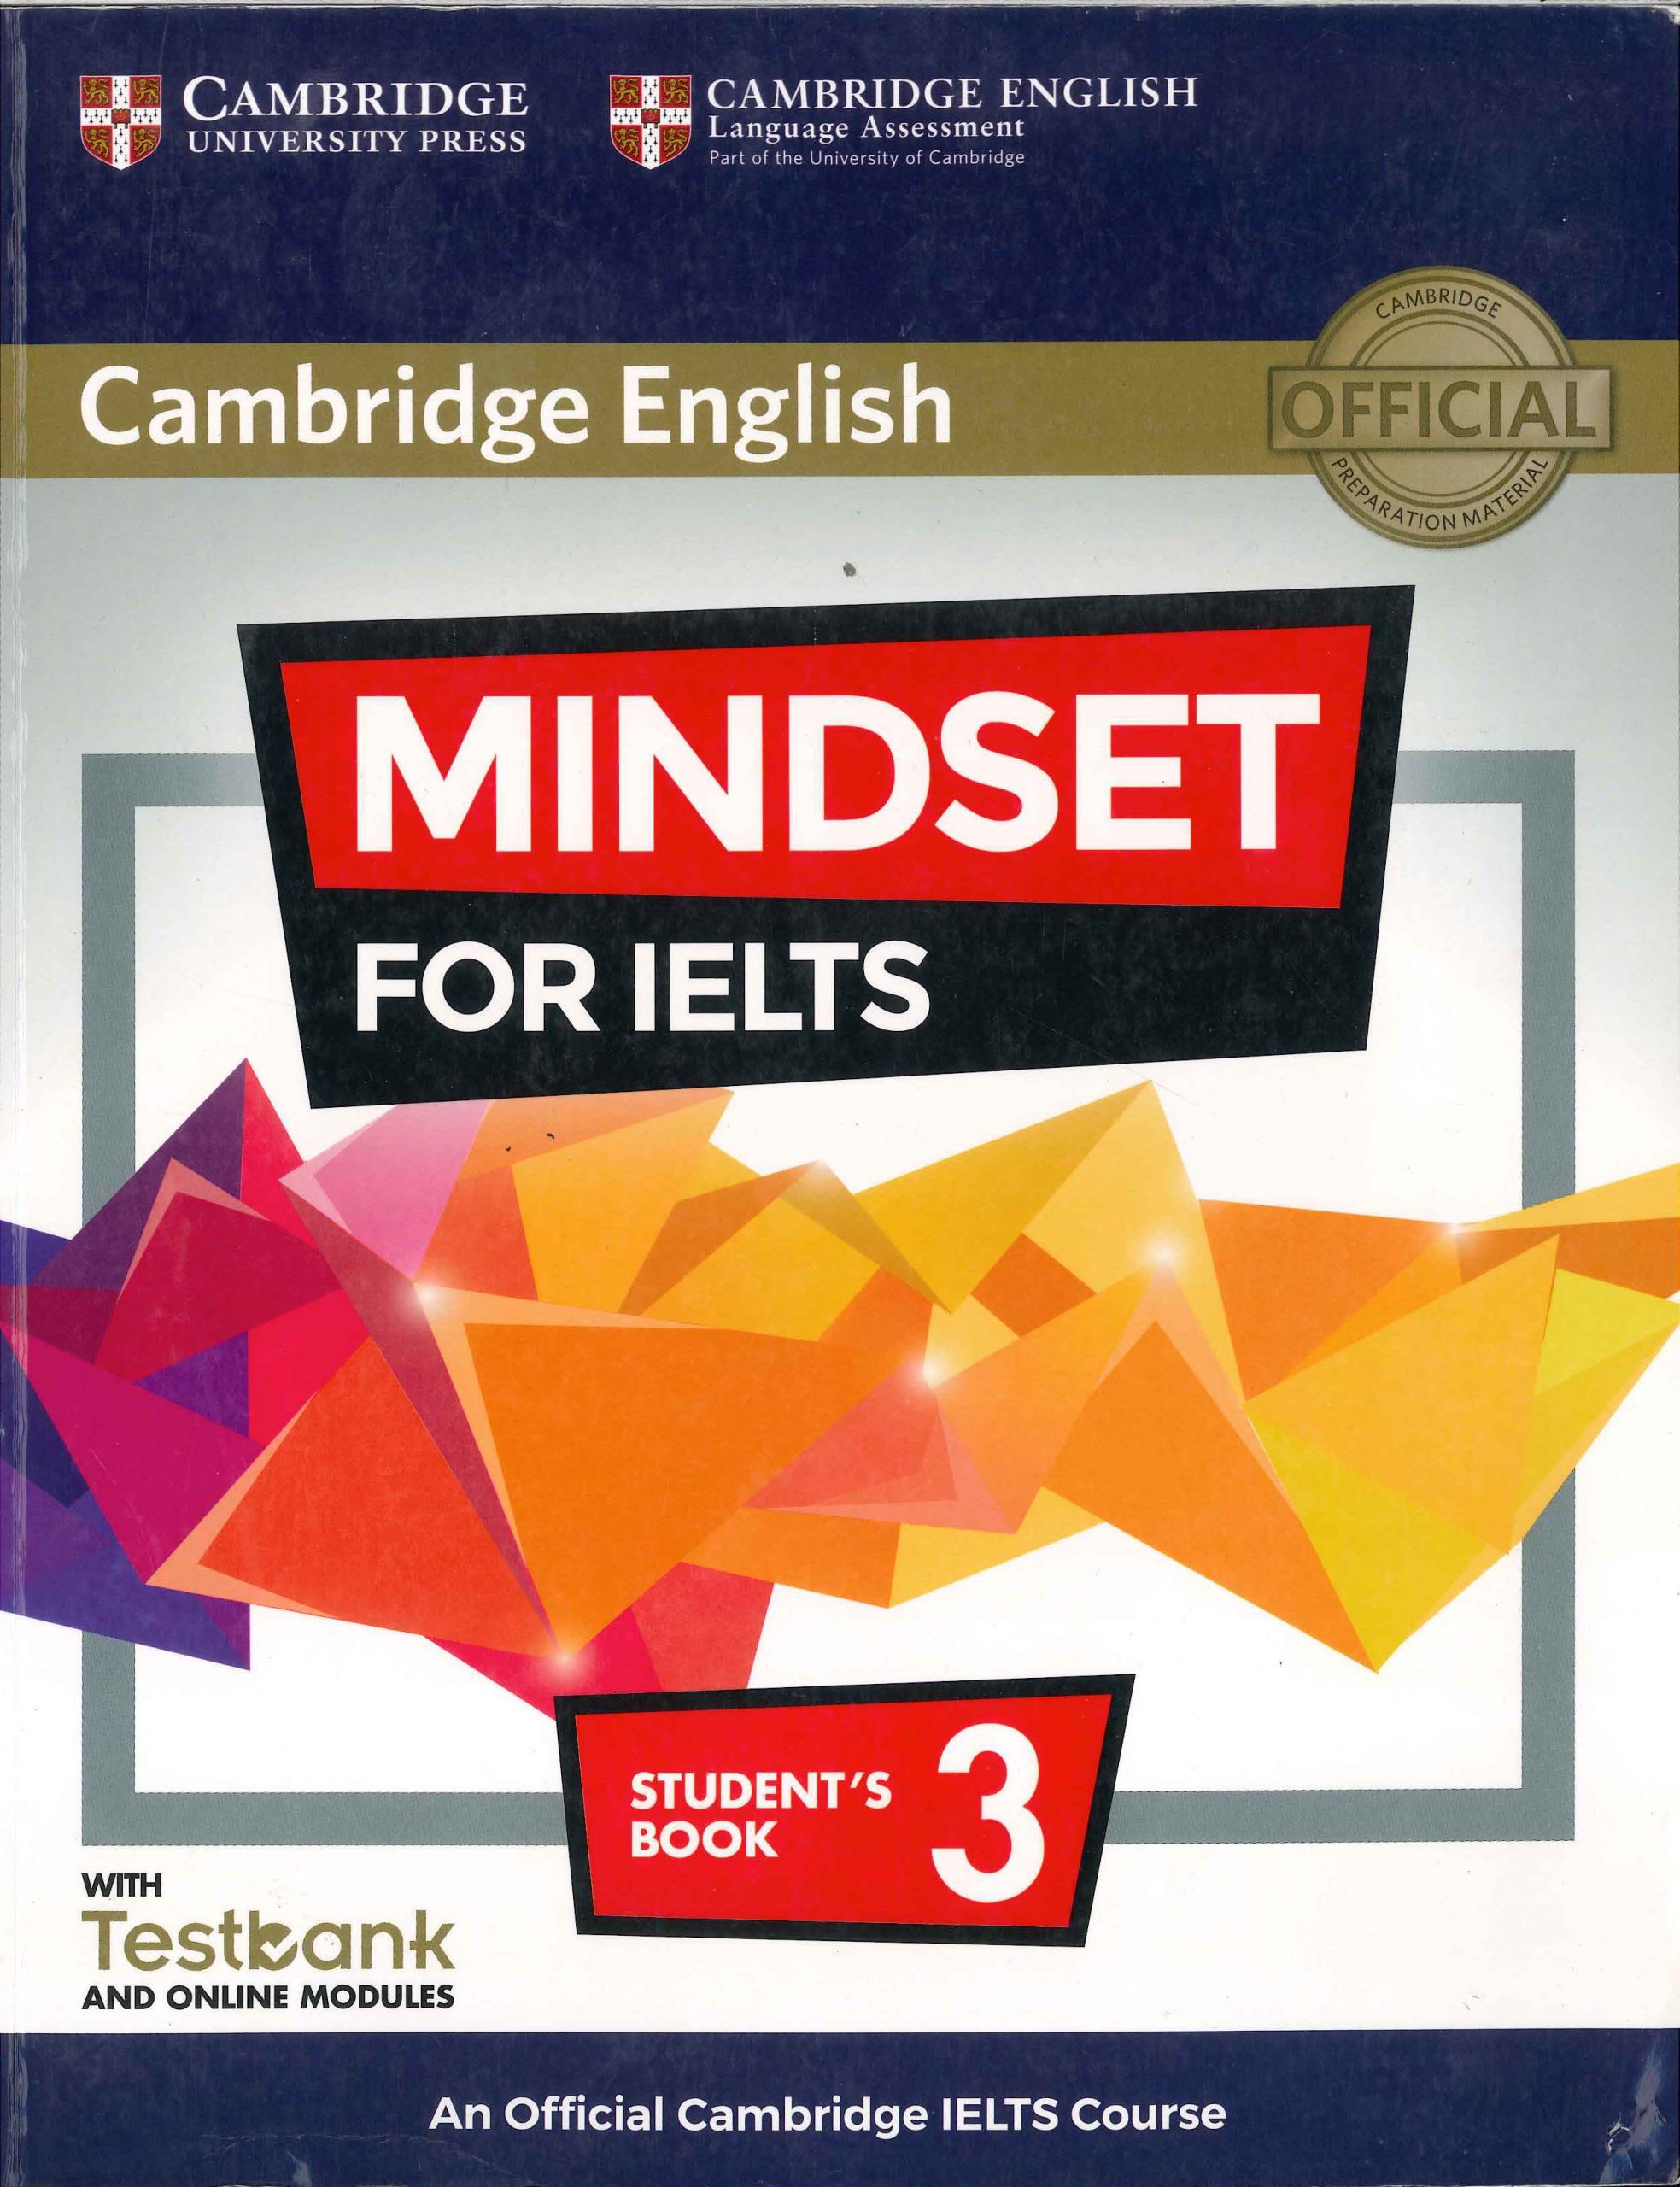 CAMBRIDGE
UNIVERSITY PRESS
CAMBRIDGE ENGLISH
Language Assessment
Part of the University of Cambridge
Cambridge English
CAMBRIDGE
OFFICIAL
PREPARATION MATERIAL
MINDSET
FOR IELTS
STUDENT'S
BOOK
3
WITH
Testbank
AND ONLINE MODULES
An Official Cambridge IELTS Course